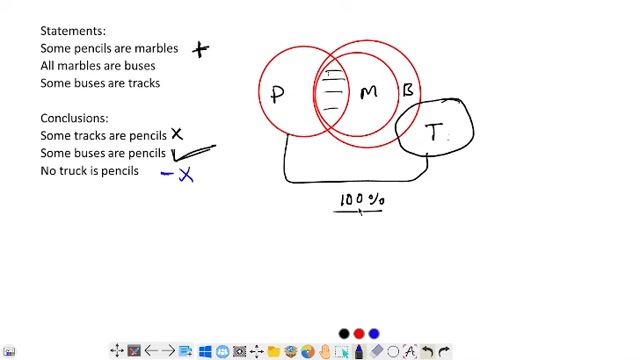 Statements:
Some pencils are marbles +
All marbles are buses
Some buses are tracks
Conclusions:
Some tracks are pencils X
Some buses are pencils ✓
No truck is pencils - X
P M B
T
100%